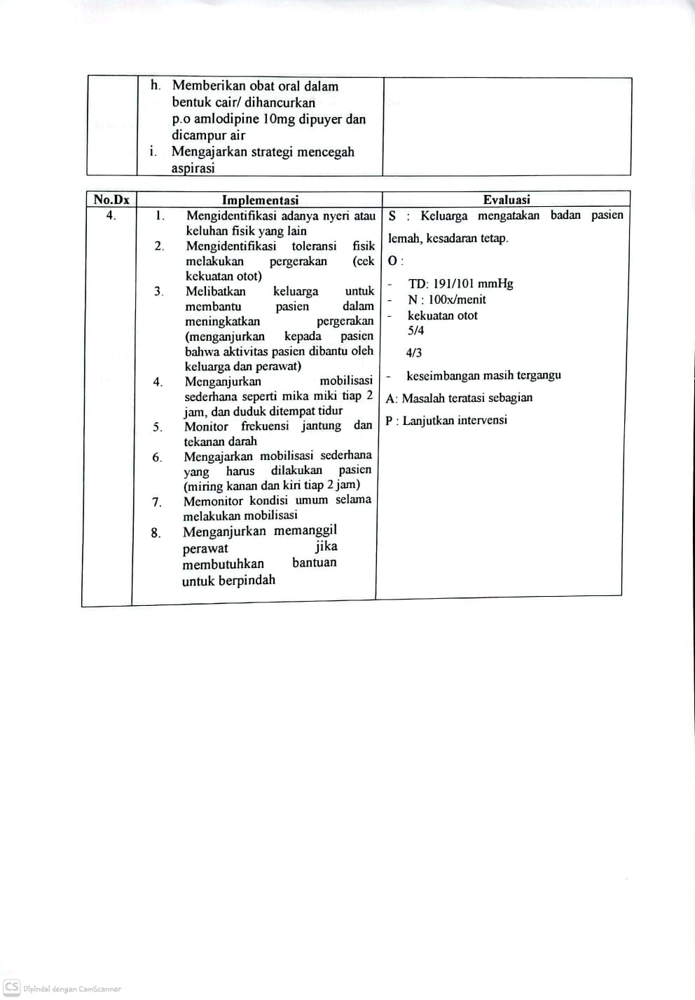 h. Memberikan obat oral dalam
bentuk cair/ dihancurkan
p.o amlodipine 10mg dipuyer dan
dicampur air
i. Mengajarkan strategi mencegah
aspirasi
No.Dx Implementasi Evaluasi
4.
1. Mengidentifikasi adanya nyeri atau
keluhan fisik yang lain
2. Mengidentifikasi toleransi fisik
melakukan pergerakan (cek
kekuatan otot)
3. Melibatkan keluarga untuk
membantu pasien dalam
meningkatkan pergerakan
(menganjurkan kepada pasien
bahwa aktivitas pasien dibantu oleh
keluarga dan perawat)
4. Menganjurkan mobilisasi
sederhana seperti mika miki tiap 2
jam, dan duduk ditempat tidur
5. Monitor frekuensi jantung dan
tekanan darah
6. Mengajarkan mobilisasi sederhana
yang harus dilakukan pasien
(miring kanan dan kiri tiap 2 jam)
7. Memonitor kondisi umum selama
melakukan mobilisasi
8. Menganjurkan memanggil
perawat jika
membutuhkan bantuan
untuk berpindah
S : Keluarga mengatakan badan pasien
lemah, kesadaran tetap.
O :
- TD: 191/101 mmHg
- N : 100x/menit
- kekuatan otot
5/4
4/3
- keseimbangan masih tergangu
A: Masalah teratasi sebagian
P : Lanjutkan intervensi
CS Dipindai dengan CamScanner